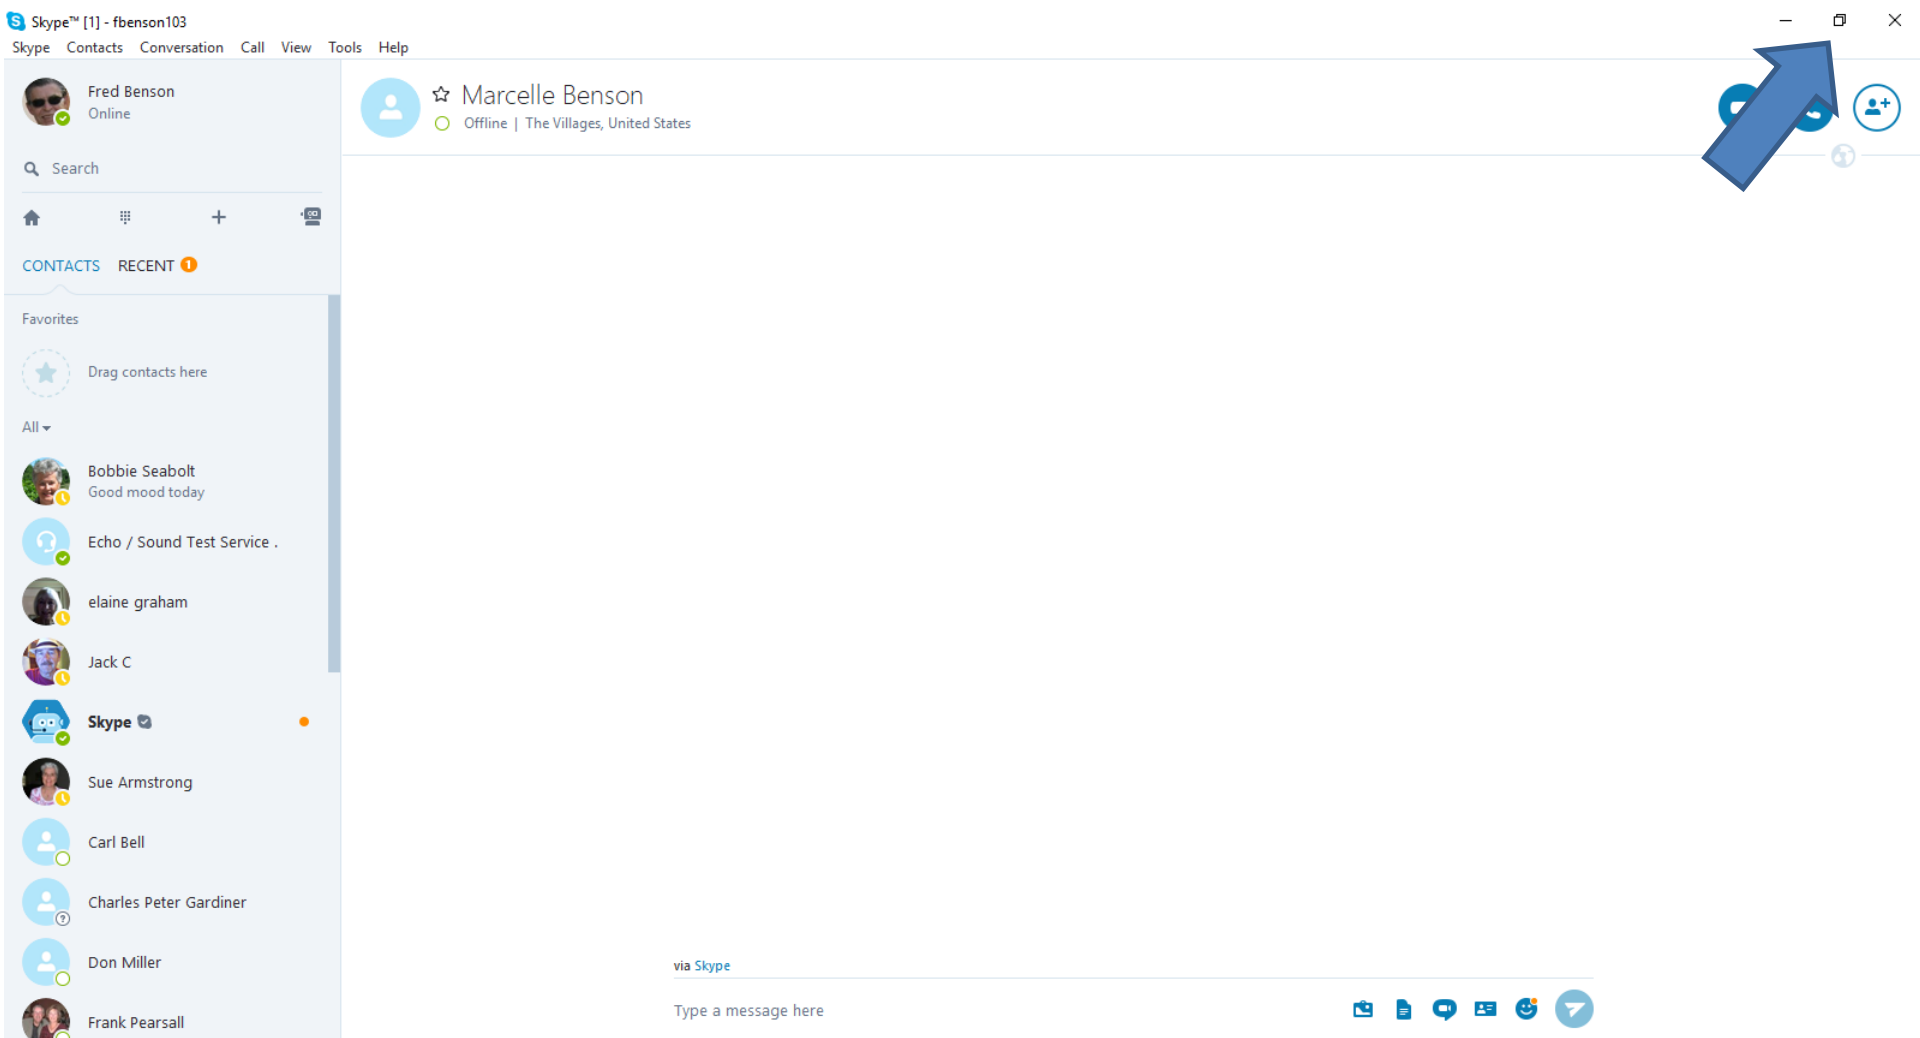 Skype™ [1] - fbenson103
Skype Contacts Conversation Call View Tools Help
Fred Benson
Online
Search
CONTACTS RECENT 1
Favorites
Drag contacts here
All
Bobbie Seabolt
Good mood today
Echo / Sound Test Service .
elaine graham
Jack C
Skype
Sue Armstrong
Carl Bell
Charles Peter Gardiner
Don Miller
Frank Pearsall
Marcelle Benson
Offline | The Villages, United States
via Skype
Type a message here